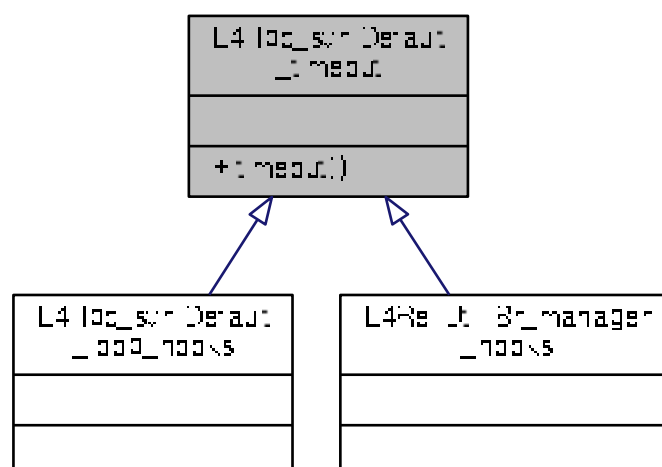 L4::Ipc_svr::Default
_timeout
+ timeout()
L4::Ipc_svr::Default
_loop_hooks
L4Re::Util::Br_manager
_hooks